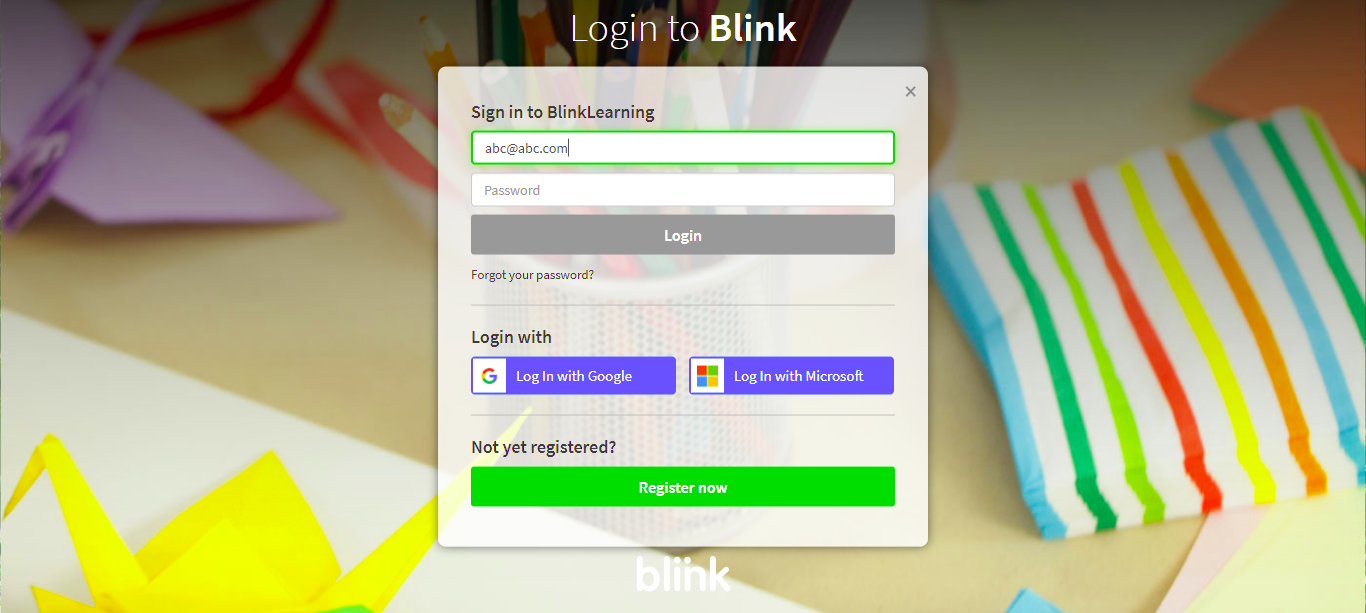 Login to Blink
×
Sign in to BlinkLearning
abc@abc.com
Password
Login
Forgot your password?
Login with
Log In with Google
Log In with Microsoft
Not yet registered?
Register now
blink